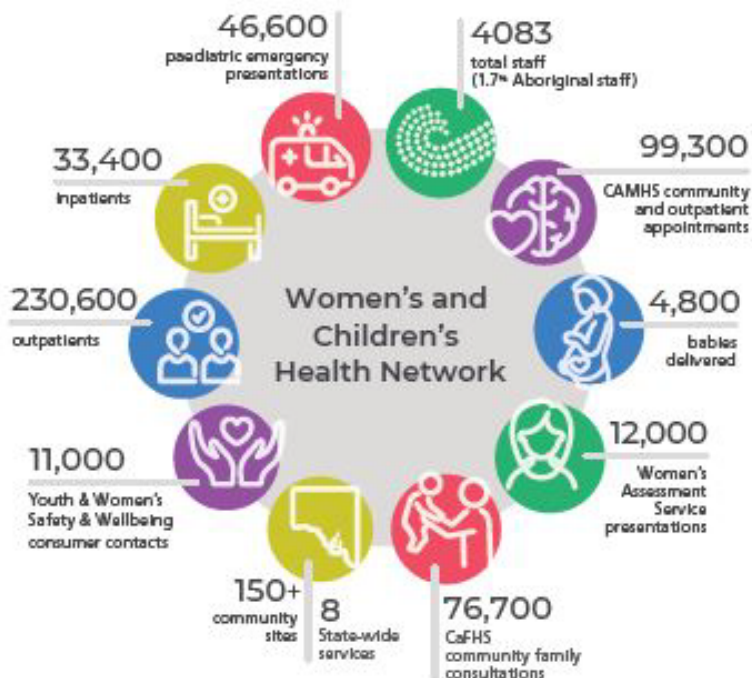 46,600
paediatric emergency
presentations
4083
total staff
(1.7% Aboriginal staff)
99,300
CAMHS community
and outpatient
appointments
4,800
babies
delivered
12,000
Women's
Assessment
Service
presentations
76,700
CaFHS
community family
consultations
8
State-wide
services
150+
community
sites
11,000
Youth & Women's
Safety & Wellbeing
consumer contacts
230,600
outpatients
33,400
inpatients
Women's and
Children's
Health Network